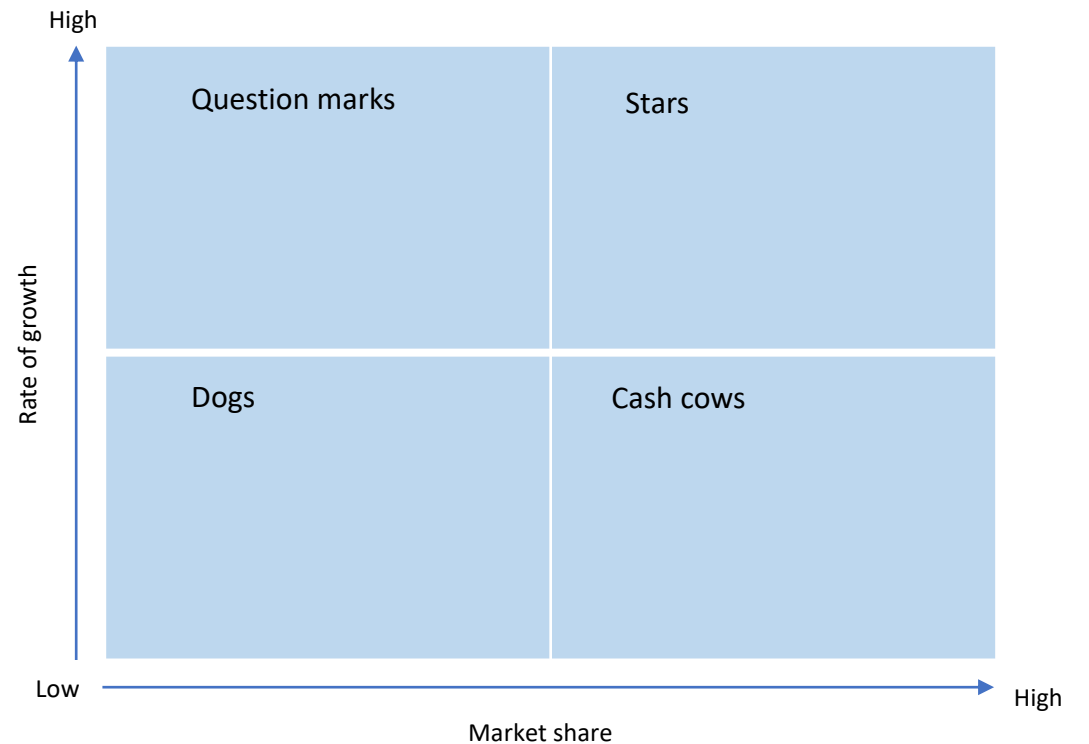 High
Question marks
Stars
Rate of growth
Dogs
Cash cows
Low
High
Market share